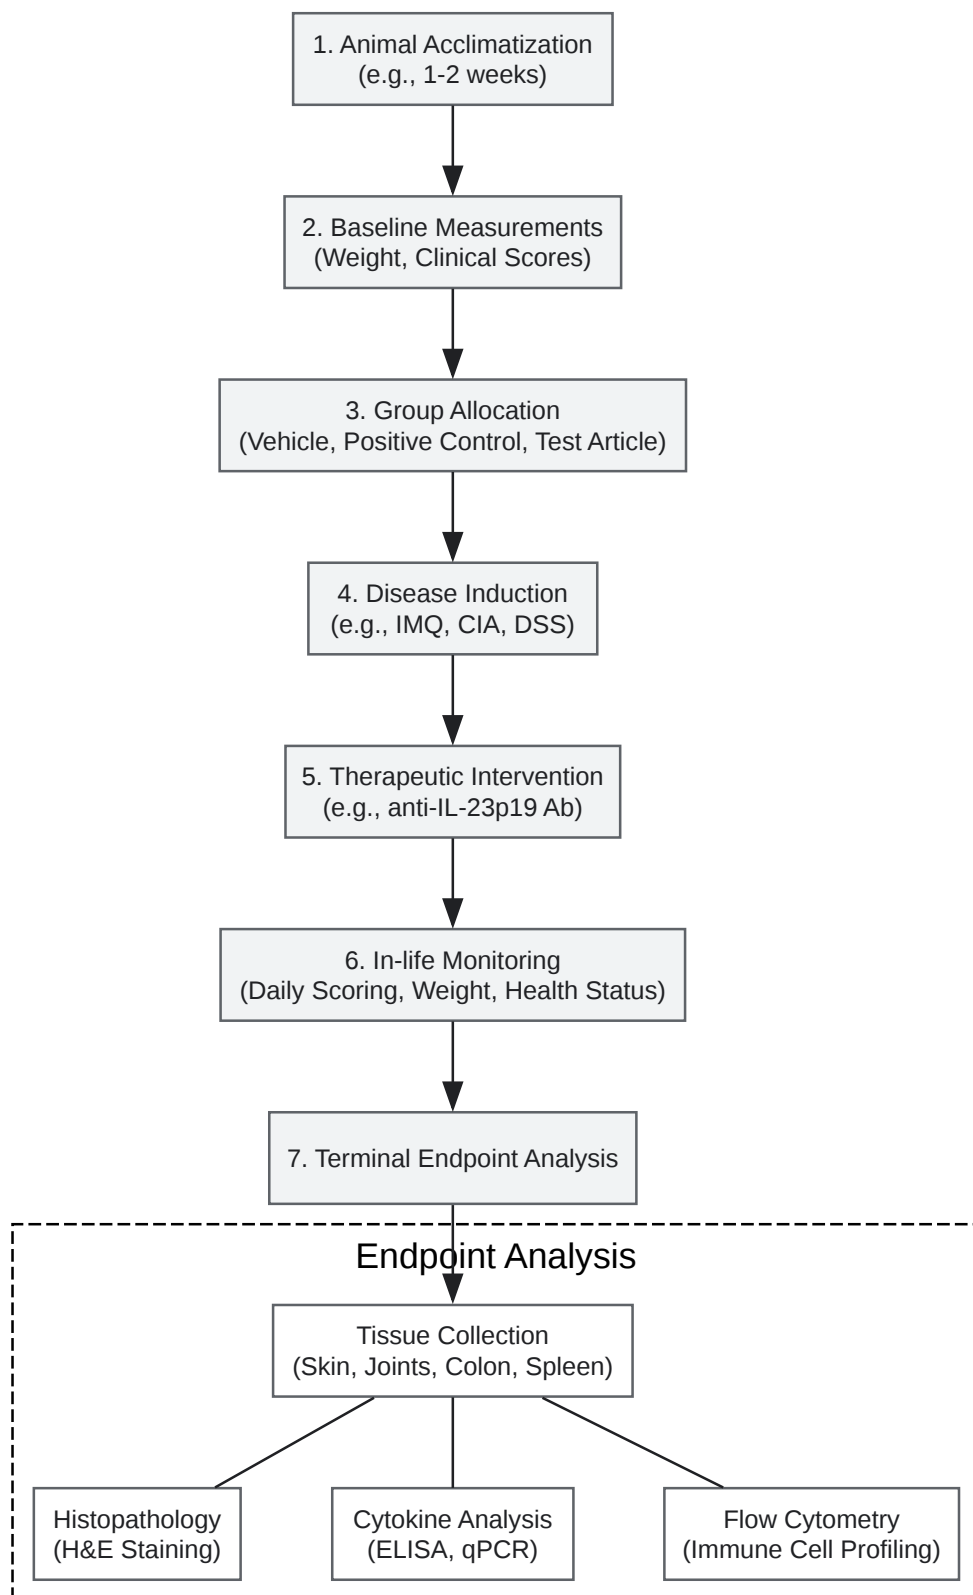 1. Animal Acclimatization
(e.g., 1-2 weeks)
2. Baseline Measurements
(Weight, Clinical Scores)
3. Group Allocation
(Vehicle, Positive Control, Test Article)
4. Disease Induction
(e.g., IMQ, CIA, DSS)
5. Therapeutic Intervention
(e.g., anti-IL-23p19 Ab)
6. In-life Monitoring
(Daily Scoring, Weight, Health Status)
7. Terminal Endpoint Analysis
Endpoint Analysis
Tissue Collection
(Skin, Joints, Colon, Spleen)
Histopathology
(H&E Staining)
Cytokine Analysis
(ELISA, qPCR)
Flow Cytometry
(Immune Cell Profiling)